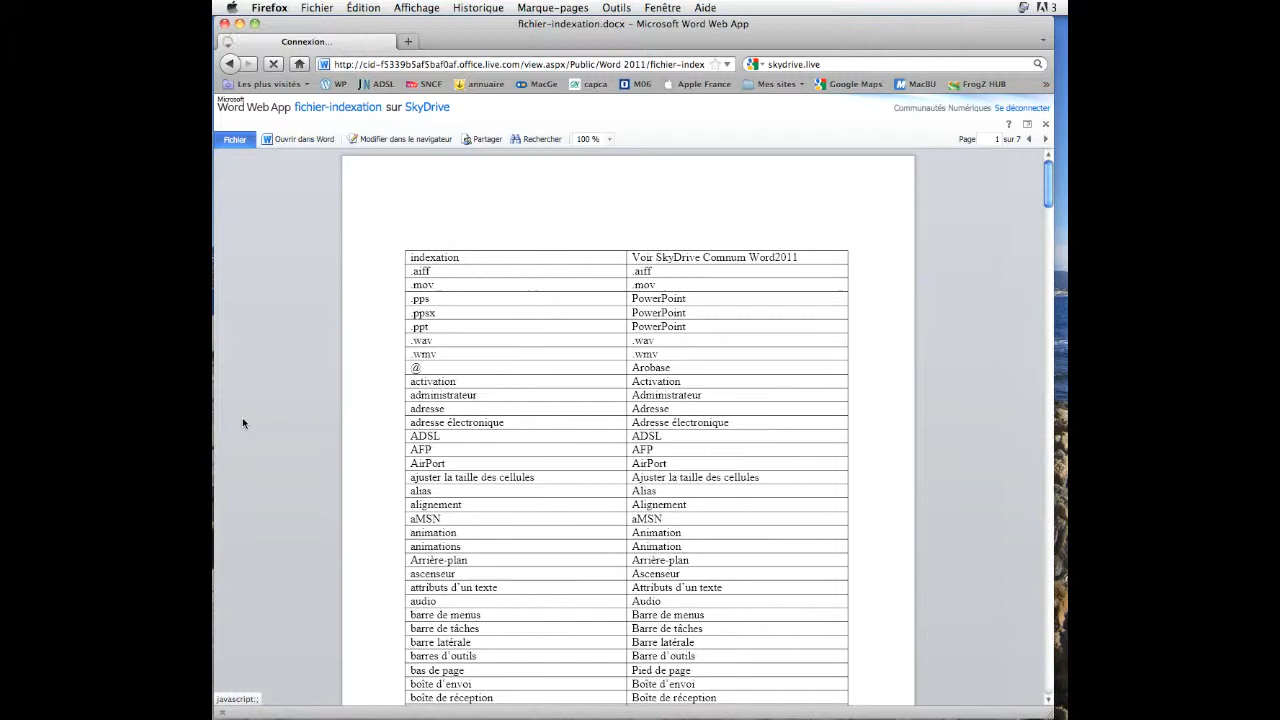 Firefox Fichier Édition Affichage Historique Marque-pages Outils Fenêtre Aide 3
fichier-indexation.docx – Microsoft Word Web App
Connexion...
http://cid-f5339b5af5baf0af.office.live.com/view.aspx/Public/Word 2011/fichier-index
skydrive.live
Les plus visités WP ADSL SNCF annuaire MacGe capca M06 Apple France Mes sites Google Maps MacBU FrogZ HUB »
Microsoft
Word Web App fichier-indexation sur SkyDrive
Communautés Numériques Se déconnecter
Fichier Ouvrir dans Word Modifier dans le navigateur Partager Rechercher 100 % Page 1 sur 7
indexation Voir SkyDrive Comnum Word2011
.aiff .aiff
.mov .mov
.pps PowerPoint
.ppsx PowerPoint
.ppt PowerPoint
.wav .wav
.wmv .wmv
@ Arobase
activation Activation
administrateur Administrateur
adresse Adresse
adresse électronique Adresse électronique
ADSL ADSL
AFP AFP
AirPort AirPort
ajuster la taille des cellules Ajuster la taille des cellules
alias Alias
alignement Alignement
aMSN aMSN
animation Animation
animations Animation
Arrière-plan Arrière-plan
ascenseur Ascenseur
attributs d'un texte Attributs d'un texte
audio Audio
barre de menus Barre de menus
barre de tâches Barre de tâches
barre latérale Barre latérale
barres d'outils Barre d'outils
bas de page Pied de page
boîte d'envoi Boîte d'envoi
boîte de réception Boîte de réception
javascript:;